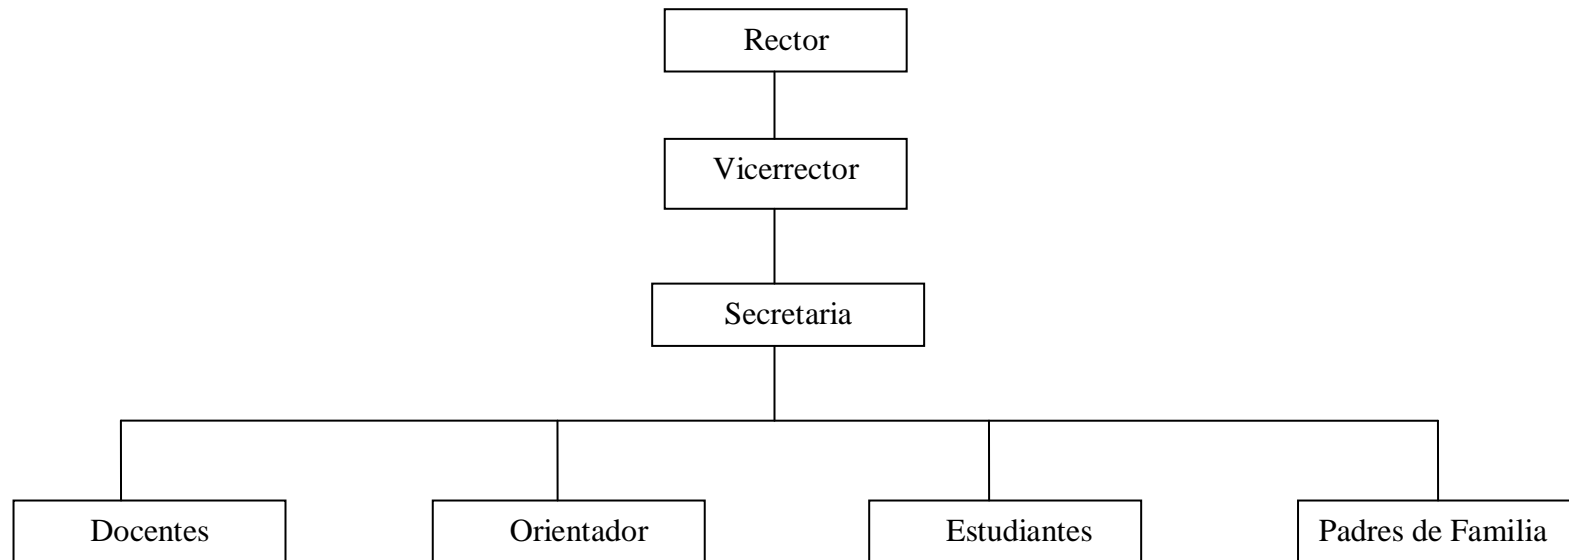 Rector
Vicerrector
Secretaria
Docentes
Orientador
Estudiantes
Padres de Familia